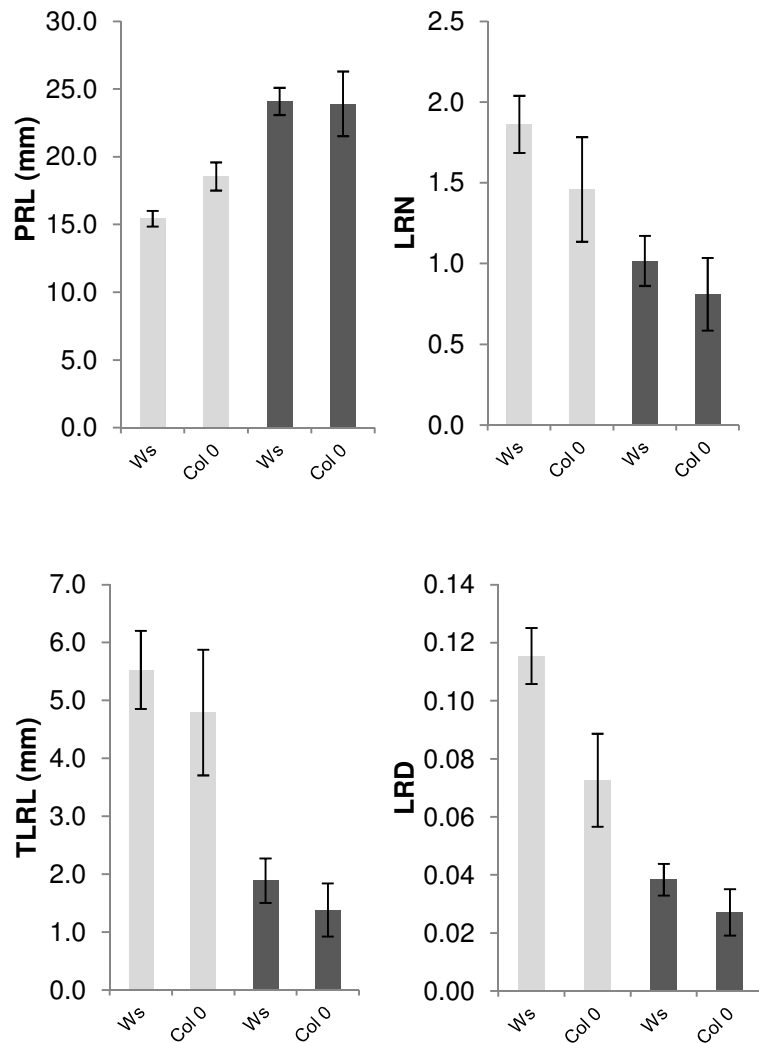 PRL (mm)
30.0
25.0
20.0
15.0
10.0
5.0
0.0
Ws
Col 0
Ws
Col 0
LRN
2.5
2.0
1.5
1.0
0.5
0.0
Ws
Col 0
Ws
Col 0
TLRL (mm)
7.0
6.0
5.0
4.0
3.0
2.0
1.0
0.0
Ws
Col 0
Ws
Col 0
LRD
0.14
0.12
0.10
0.08
0.06
0.04
0.02
0.00
Ws
Col 0
Ws
Col 0